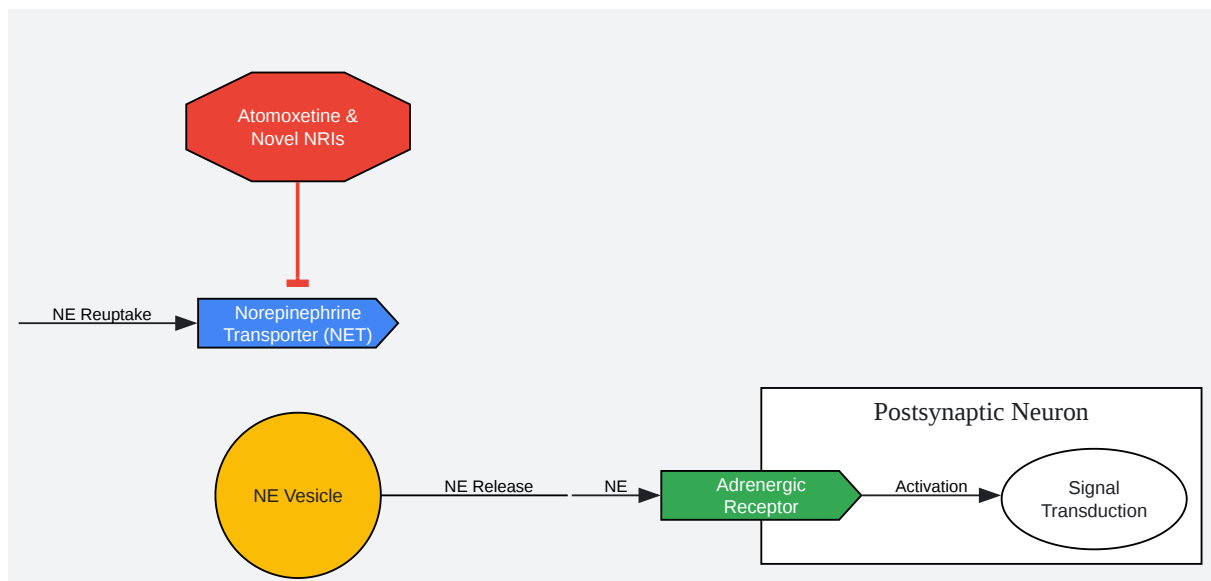 Atomoxetine &
Novel NRIs
NE Reuptake
Norepinephrine
Transporter (NET)
Postsynaptic Neuron
NE Vesicle
NE Release
NE
Adrenergic
Receptor
Activation
Signal
Transduction